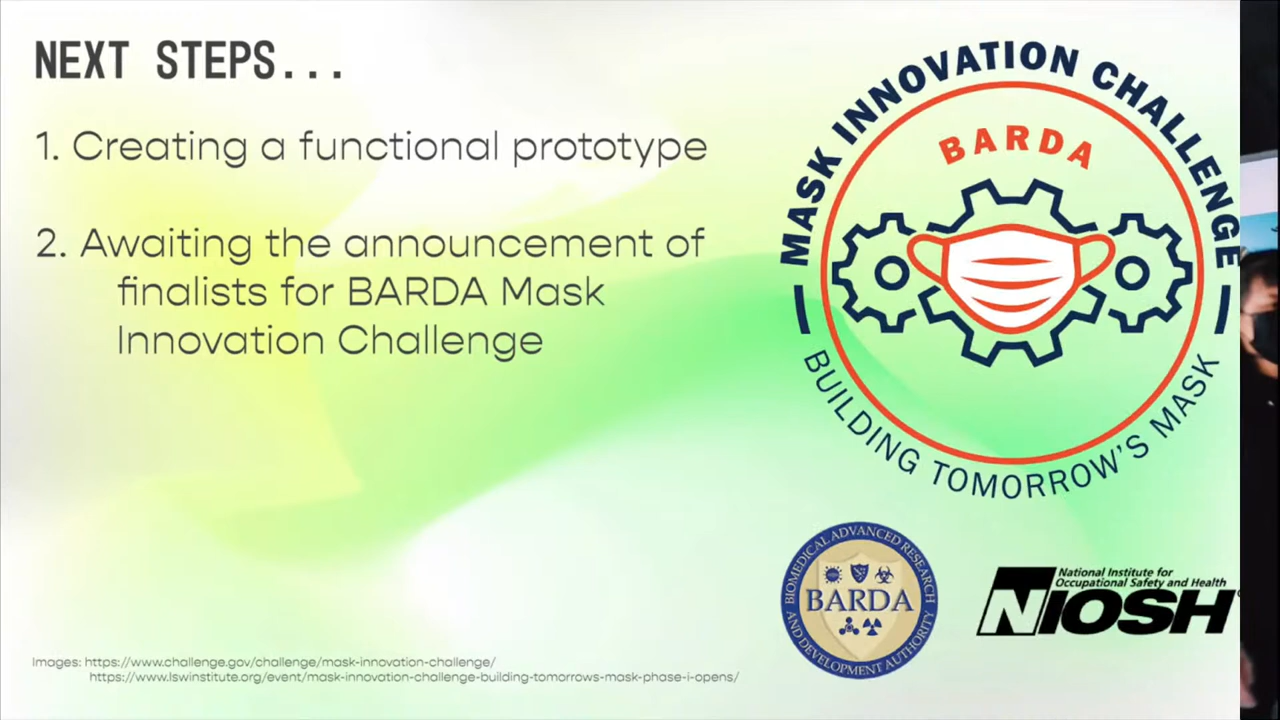 NEXT STEPS...
1. Creating a functional prototype
2. Awaiting the announcement of
finalists for BARDA Mask
Innovation Challenge
MASK INNOVATION CHALLENGE
BARDA
BUILDING TOMORROW'S MASK
BIOMEDICAL ADVANCED RESEARCH
BARDA
AND DEVELOPMENT AUTHORITY
National Institute for
Occupational Safety and Health
NIOSH
Images: https://www.challenge.gov/challenge/mask-innovation-challenge/
https://www.lswinstitute.org/event/mask-innovation-challenge-building-tomorrows-mask-phase-i-opens/